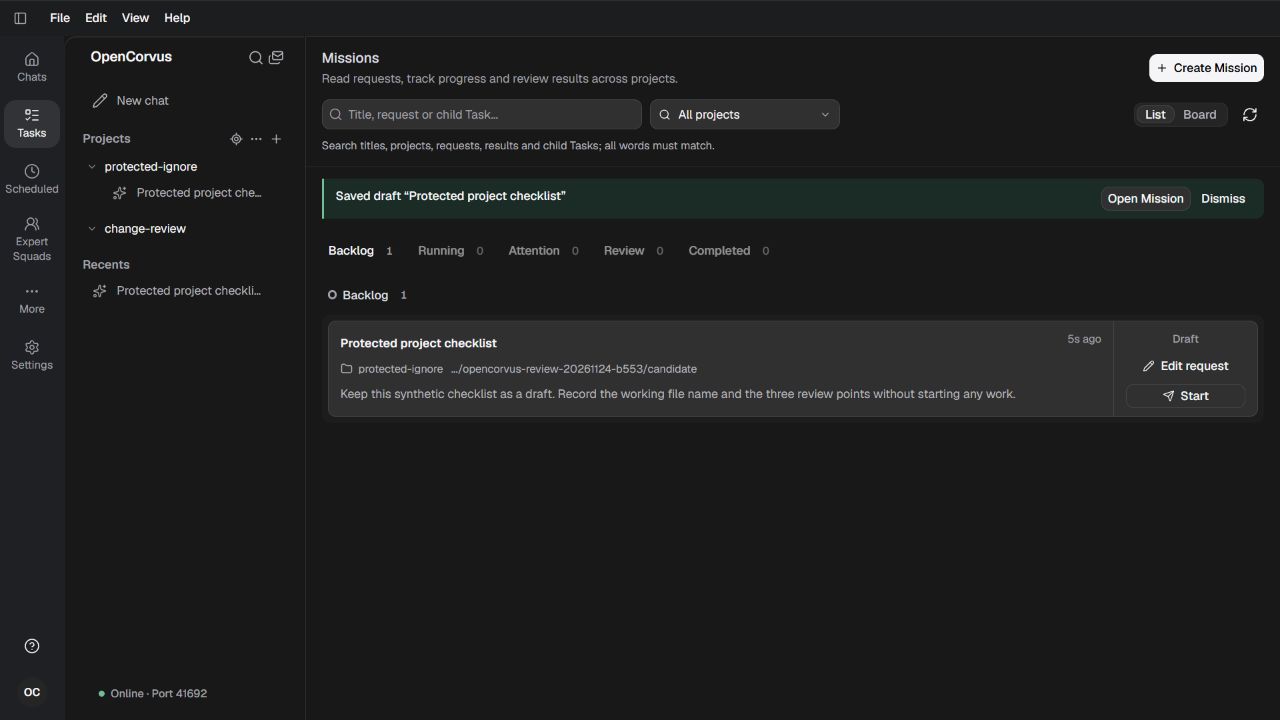 File Edit View Help
Chats
Tasks
Scheduled
Expert
Squads
More
Settings
OC
OpenCorvus
New chat
Projects
protected-ignore
Protected project che...
change-review
Recents
Protected project checkli...
Online · Port 41692
Missions
Read requests, track progress and review results across projects.
Create Mission
Title, request or child Task...
All projects
List Board
Search titles, projects, requests, results and child Tasks; all words must match.
Saved draft “Protected project checklist”
Open Mission Dismiss
Backlog 1 Running 0 Attention 0 Review 0 Completed 0
Backlog 1
Protected project checklist
5s ago
protected-ignore .../opencorvus-review-20261124-b553/candidate
Keep this synthetic checklist as a draft. Record the working file name and the three review points without starting any work.
Draft
Edit request
Start